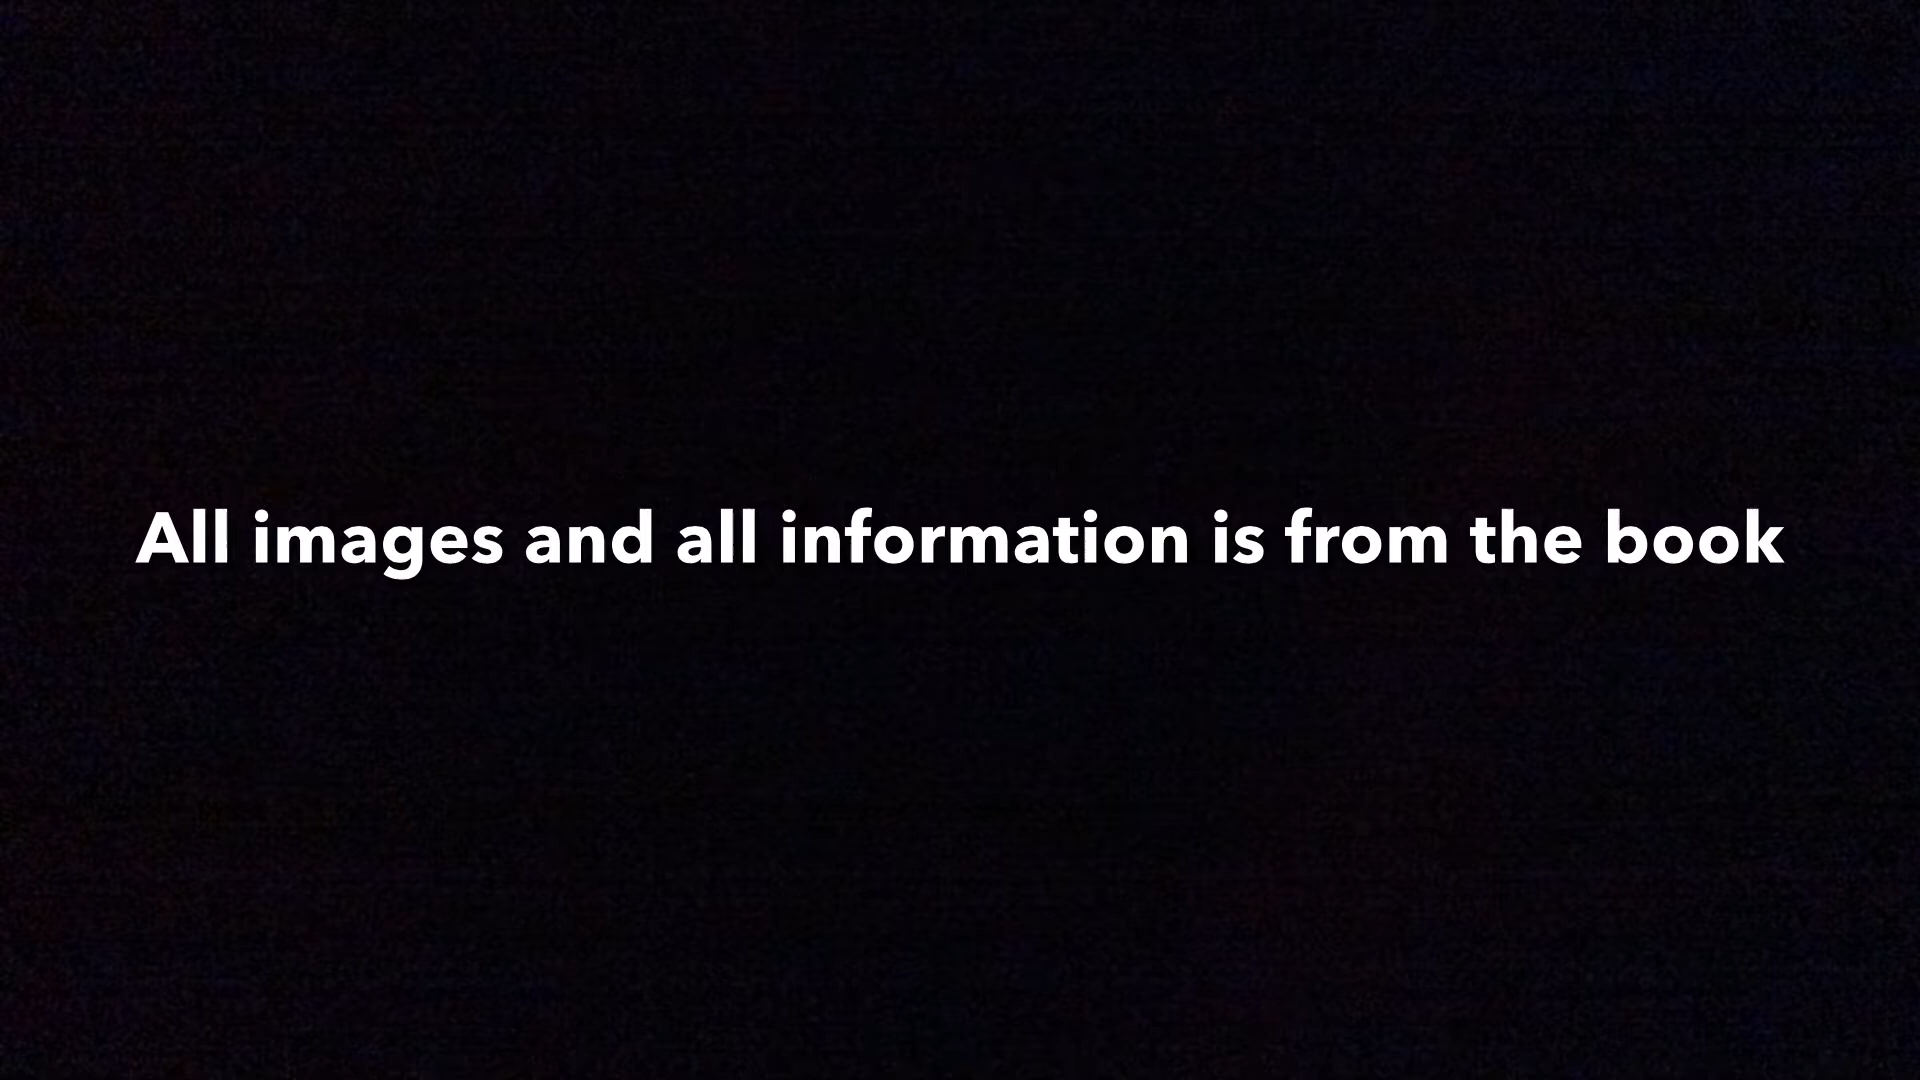 All images and all information is from the book